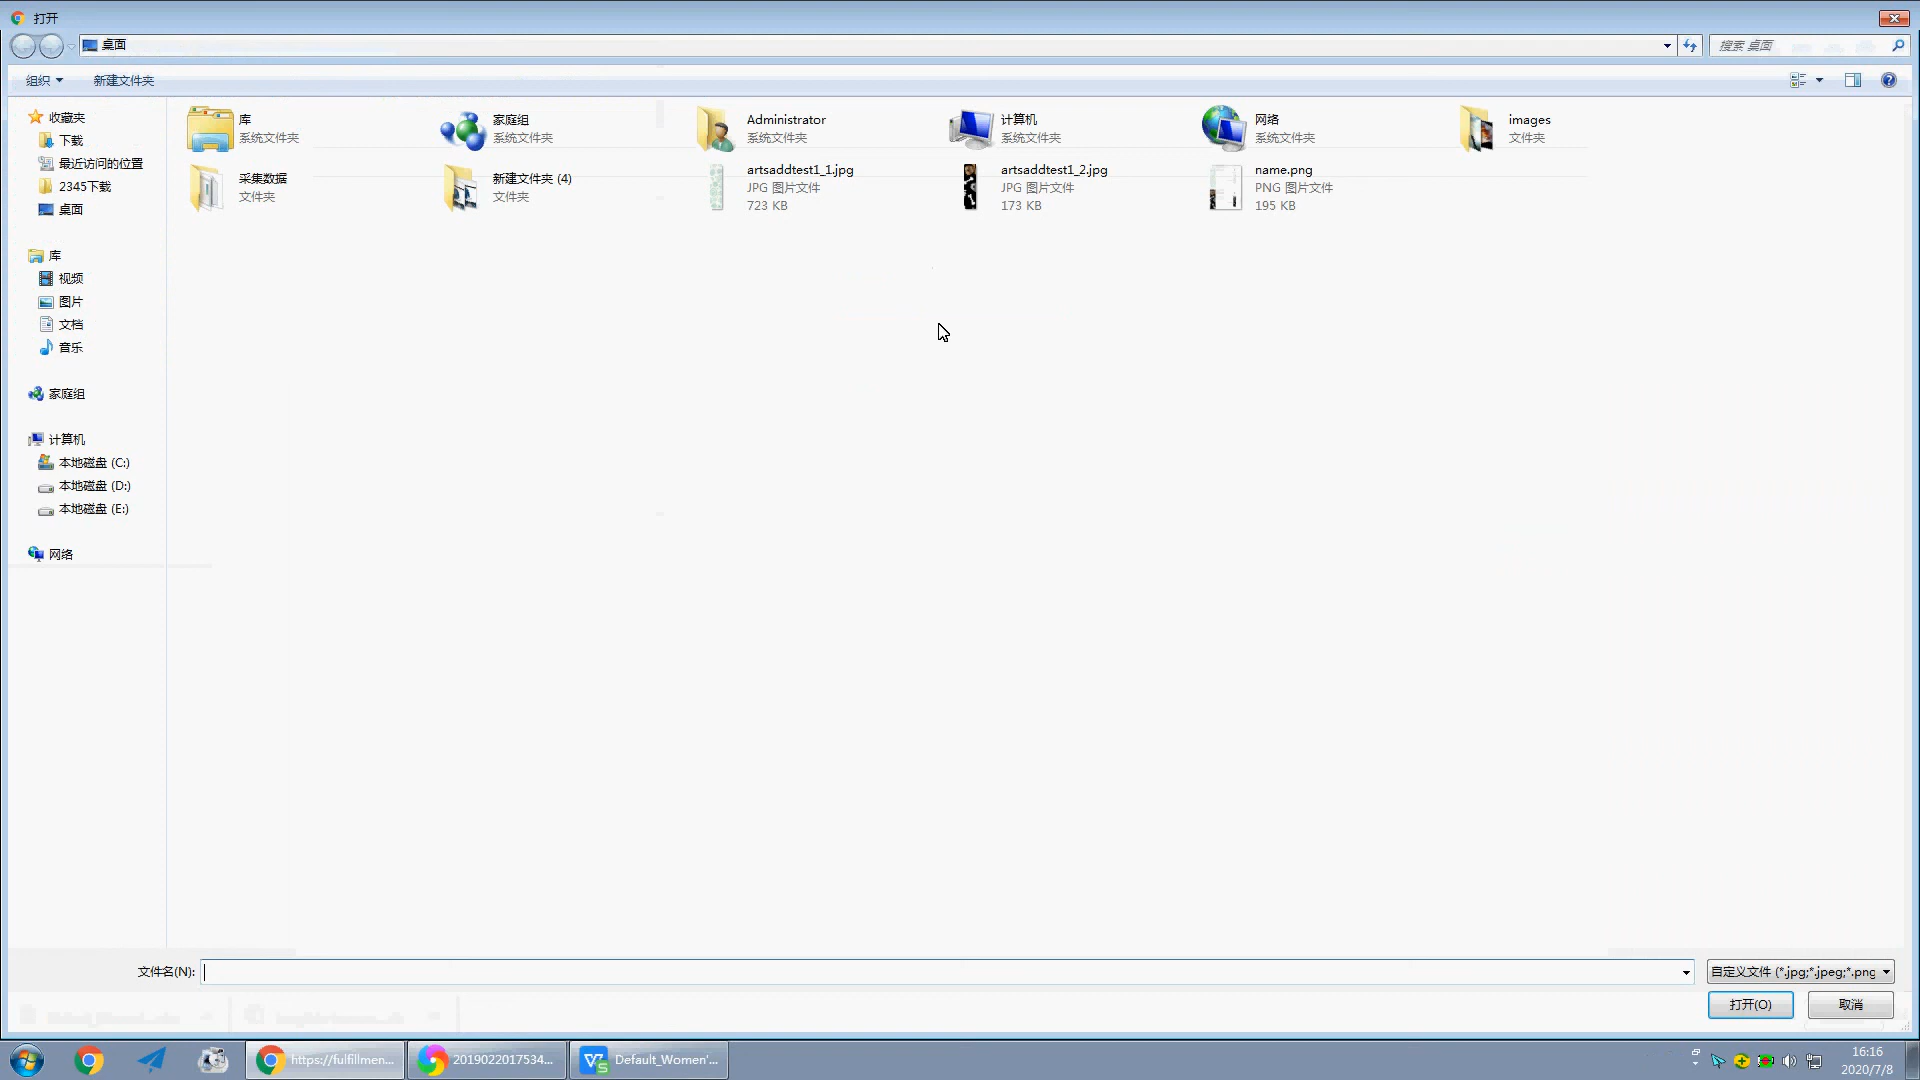 打开
桌面
搜索 桌面
组织
新建文件夹
收藏夹
下载
最近访问的位置
2345下载
桌面
库
视频
图片
文档
音乐
家庭组
计算机
本地磁盘 (C:)
本地磁盘 (D:)
本地磁盘 (E:)
网络
库
系统文件夹
家庭组
系统文件夹
Administrator
系统文件夹
计算机
系统文件夹
网络
系统文件夹
images
文件夹
采集数据
文件夹
新建文件夹 (4)
文件夹
artsaddtest1_1.jpg
JPG 图片文件
723 KB
artsaddtest1_2.jpg
JPG 图片文件
173 KB
name.png
PNG 图片文件
195 KB
文件名(N):
自定义文件 (*.jpg;*.jpeg;*.png
打开(O)
取消
https://fulfillmen...
2019022017534...
Default_Women'...
16:16
2020/7/8